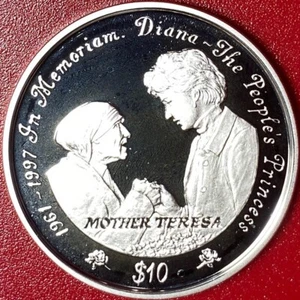 1961~1997 In Memoriam. Diana~The People's Princess
MOTHER TERESA
$10